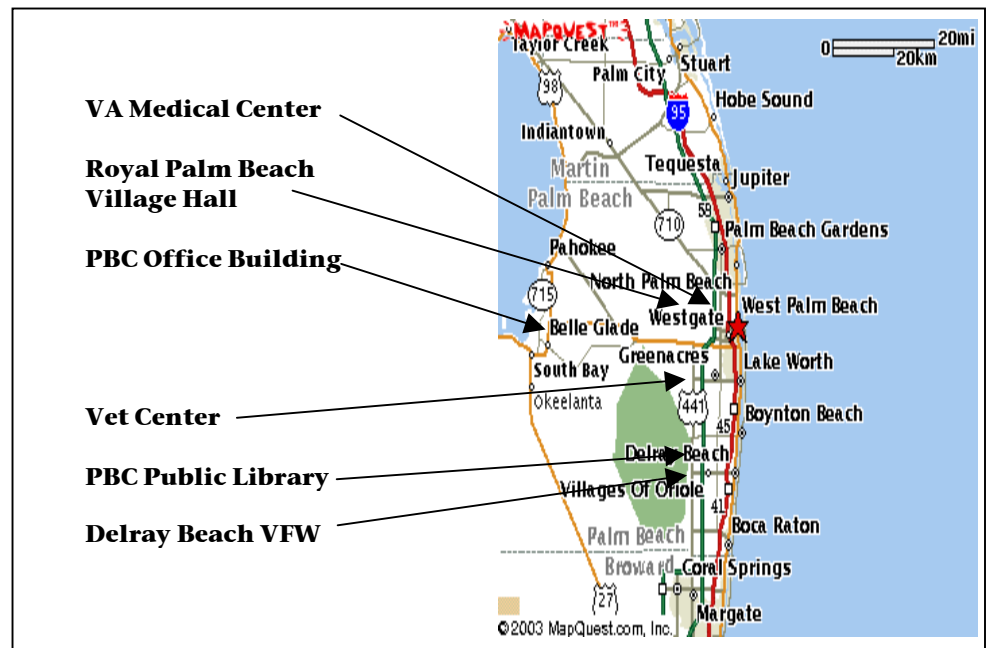 VA Medical Center
Royal Palm Beach
Village Hall
PBC Office Building
Vet Center
PBC Public Library
Delray Beach VFW
MAPQUEST™
0 20mi
20km
Taylor Creek
Stuart
Palm City
98
95
Hobe Sound
Indiantown
Tequesta
Martin
Jupiter
Palm Beach
59
710
Palm Beach Gardens
Pahokee
North Palm Beach
715
West Palm Beach
Westgate
Belle Glade
Greenacres
Lake Worth
South Bay
Okeelanta
441
Boynton Beach
45
Delray Beach
Villages Of Oriole
41
Boca Raton
Palm Beach
Broward
Coral Springs
27
Margate
©2003 MapQuest.com, Inc.